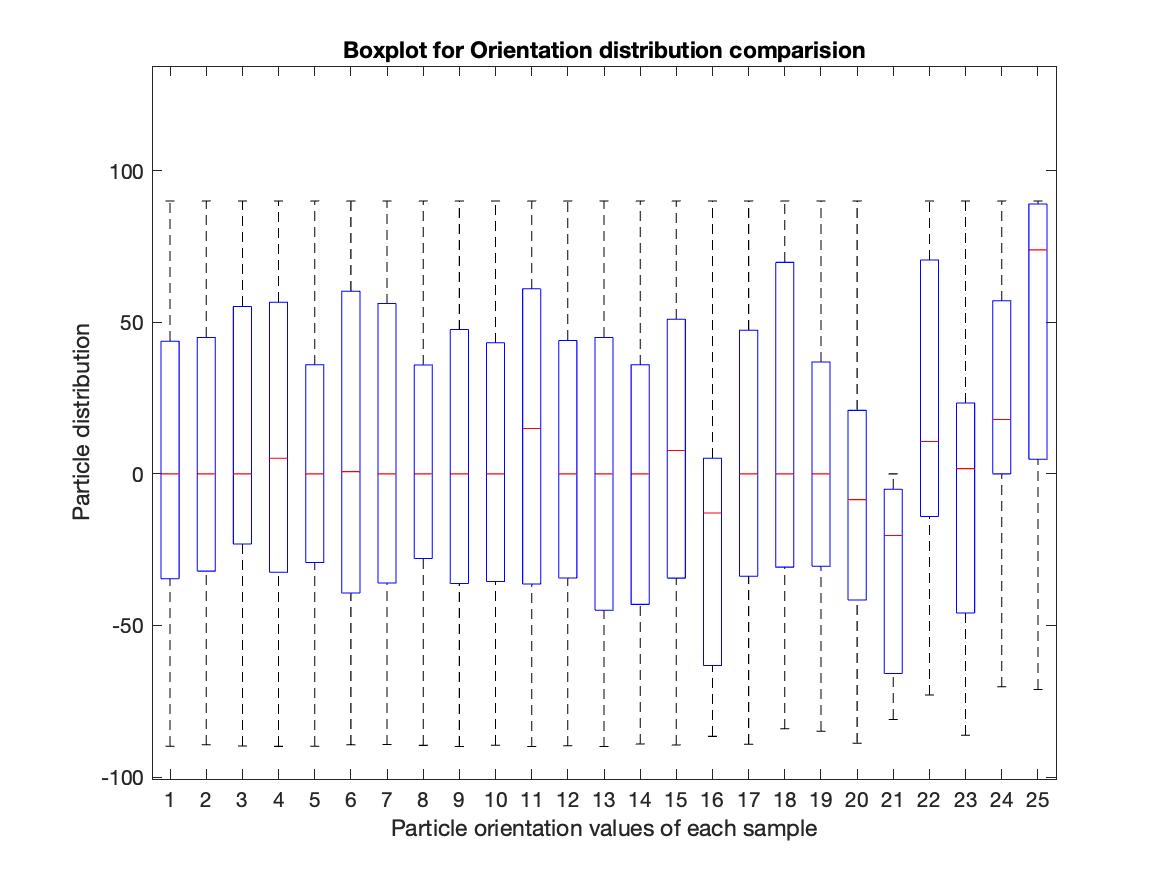 Boxplot for Orientation distribution comparision
100
50
0
-50
-100
Particle distribution
1 2 3 4 5 6 7 8 9 10 11 12 13 14 15 16 17 18 19 20 21 22 23 24 25
Particle orientation values of each sample